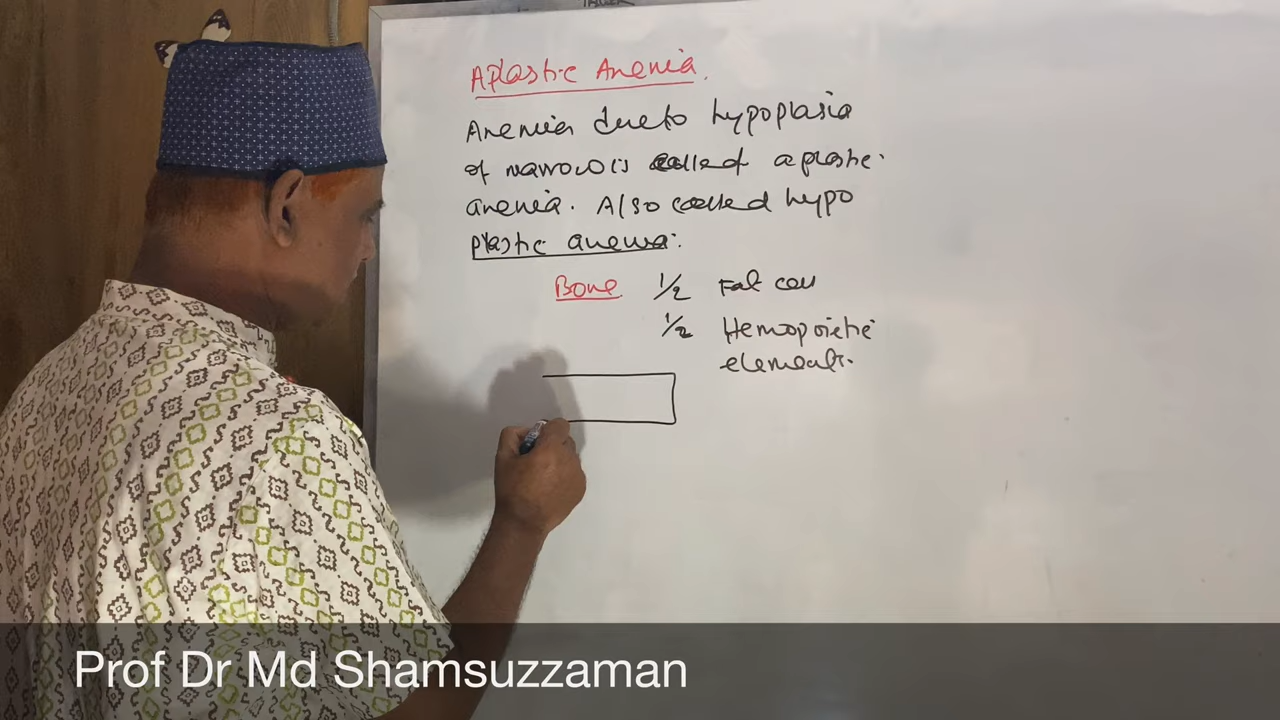 Aplastic Anemia.
Anemia due to hypoplasia
of marrow is called aplastic
anemia. Also called hypo
plastic anemia.
Bone 1/2 Fat cell
1/2 Hemopoietic
element.
Prof Dr Md Shamsuzzaman